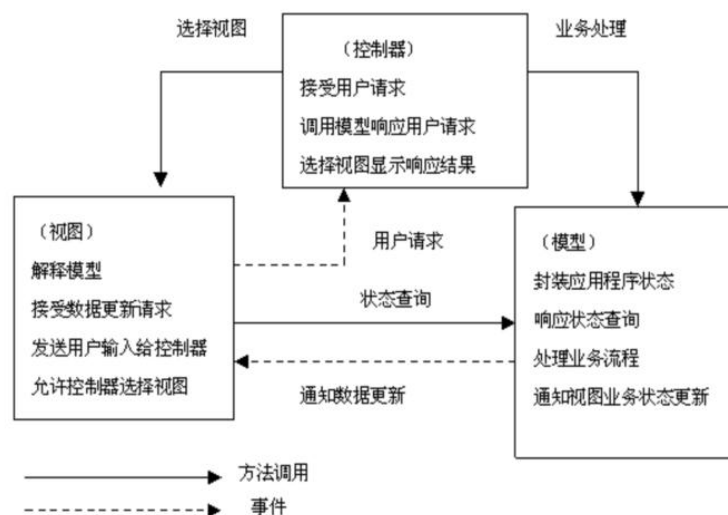 选择视图
（控制器）
业务处理
接受用户请求
调用模型响应用户请求
选择视图显示响应结果
（视图）
解释模型
接受数据更新请求
发送用户输入给控制器
允许控制器选择视图
用户请求
状态查询
通知数据更新
（模型）
封装应用程序状态
响应状态查询
处理业务流程
通知视图业务状态更新
方法调用
事件